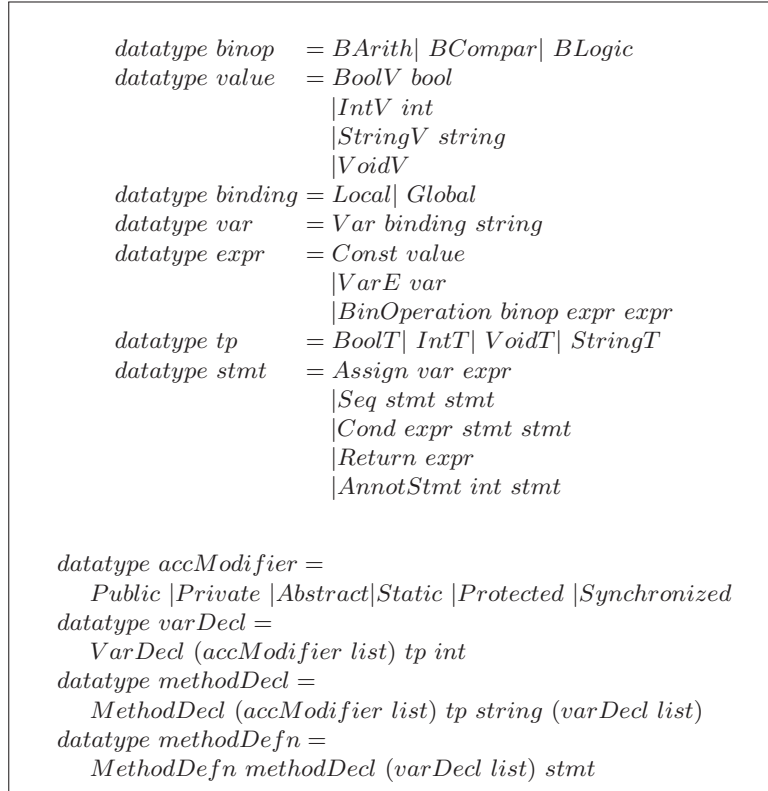 datatype binop = BArith| BCompar| BLogic
datatype value = BoolV bool
|IntV int
|StringV string
|VoidV
datatype binding = Local| Global
datatype var = Var binding string
datatype expr = Const value
|VarE var
|BinOperation binop expr expr
datatype tp = BoolT| IntT| VoidT| StringT
datatype stmt = Assign var expr
|Seq stmt stmt
|Cond expr stmt stmt
|Return expr
|AnnotStmt int stmt
datatype accModifier =
Public |Private |Abstract|Static |Protected |Synchronized
datatype varDecl =
VarDecl (accModifier list) tp int
datatype methodDecl =
MethodDecl (accModifier list) tp string (varDecl list)
datatype methodDefn =
MethodDefn methodDecl (varDecl list) stmt